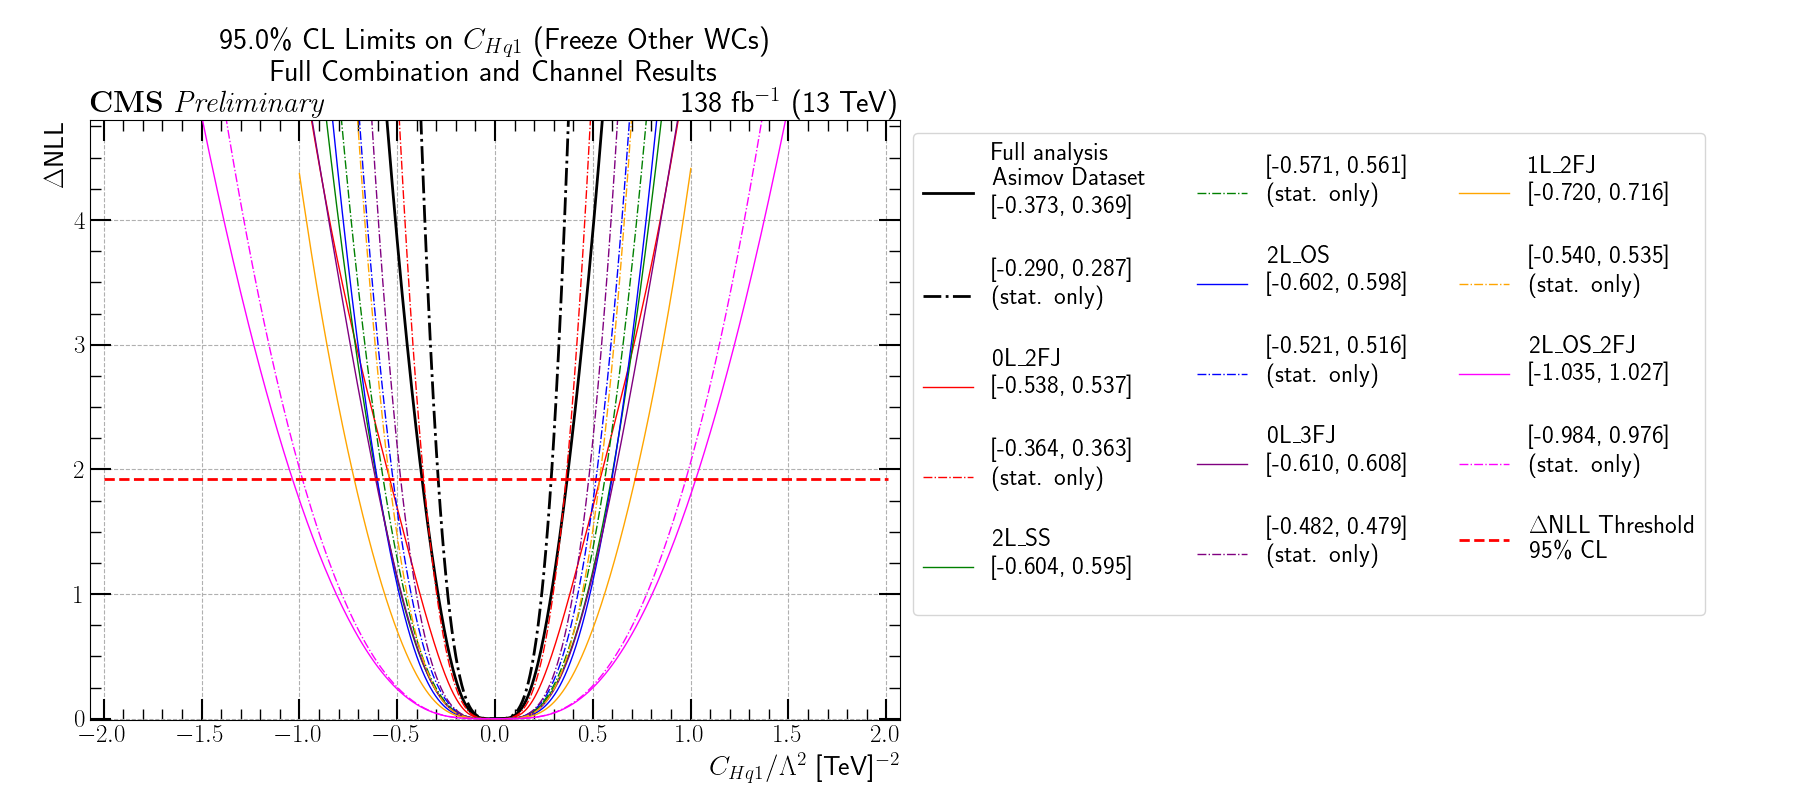 95.0% CL Limits on C_{Hq1} (Freeze Other WCs)
Full Combination and Channel Results
CMS Preliminary
138 fb⁻¹ (13 TeV)
ΔNLL
4
3
2
1
0
−2.0 −1.5 −1.0 −0.5 0.0 0.5 1.0 1.5 2.0
C_{Hq1}/Λ² [TeV]⁻²
Full analysis
Asimov Dataset
[-0.373, 0.369]
[-0.290, 0.287]
(stat. only)
0L_2FJ
[-0.538, 0.537]
[-0.364, 0.363]
(stat. only)
2L_SS
[-0.604, 0.595]
[-0.571, 0.561]
(stat. only)
2L_OS
[-0.602, 0.598]
[-0.521, 0.516]
(stat. only)
0L_3FJ
[-0.610, 0.608]
[-0.482, 0.479]
(stat. only)
1L_2FJ
[-0.720, 0.716]
[-0.540, 0.535]
(stat. only)
2L_OS_2FJ
[-1.035, 1.027]
[-0.984, 0.976]
(stat. only)
ΔNLL Threshold
95% CL